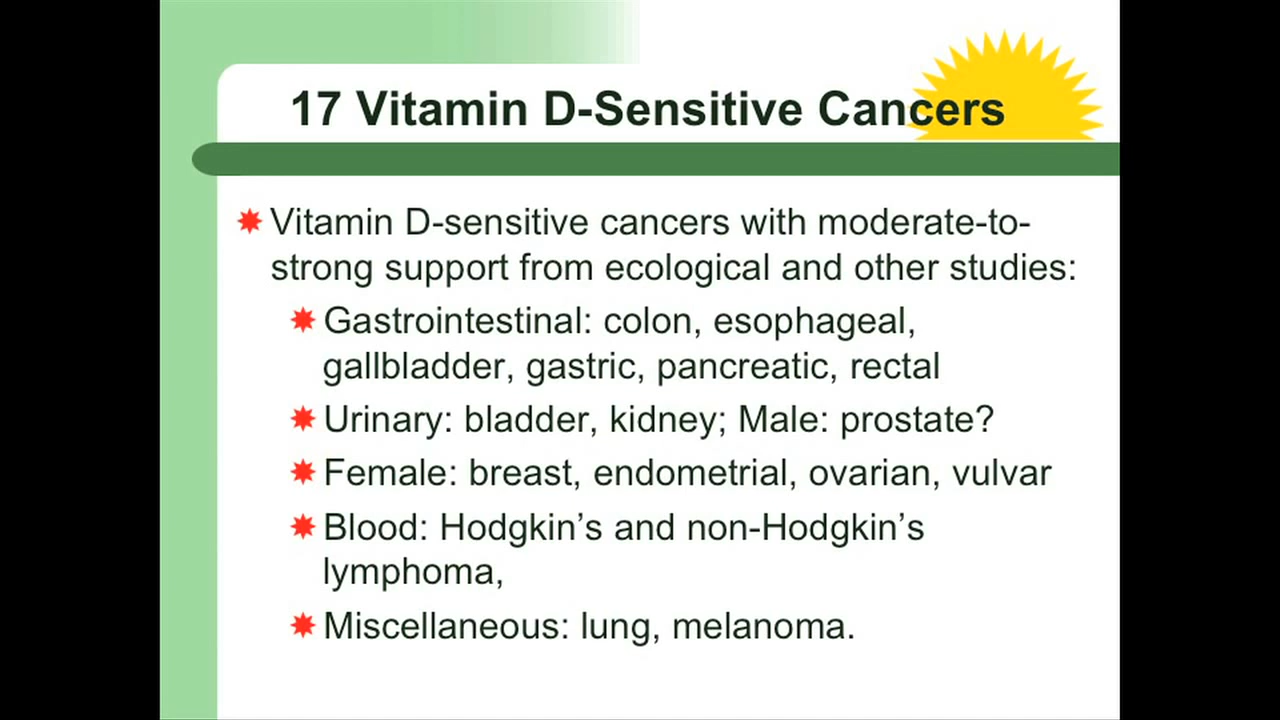 17 Vitamin D-Sensitive Cancers
Vitamin D-sensitive cancers with moderate-to-
strong support from ecological and other studies:
Gastrointestinal: colon, esophageal,
gallbladder, gastric, pancreatic, rectal
Urinary: bladder, kidney; Male: prostate?
Female: breast, endometrial, ovarian, vulvar
Blood: Hodgkin’s and non-Hodgkin’s
lymphoma,
Miscellaneous: lung, melanoma.